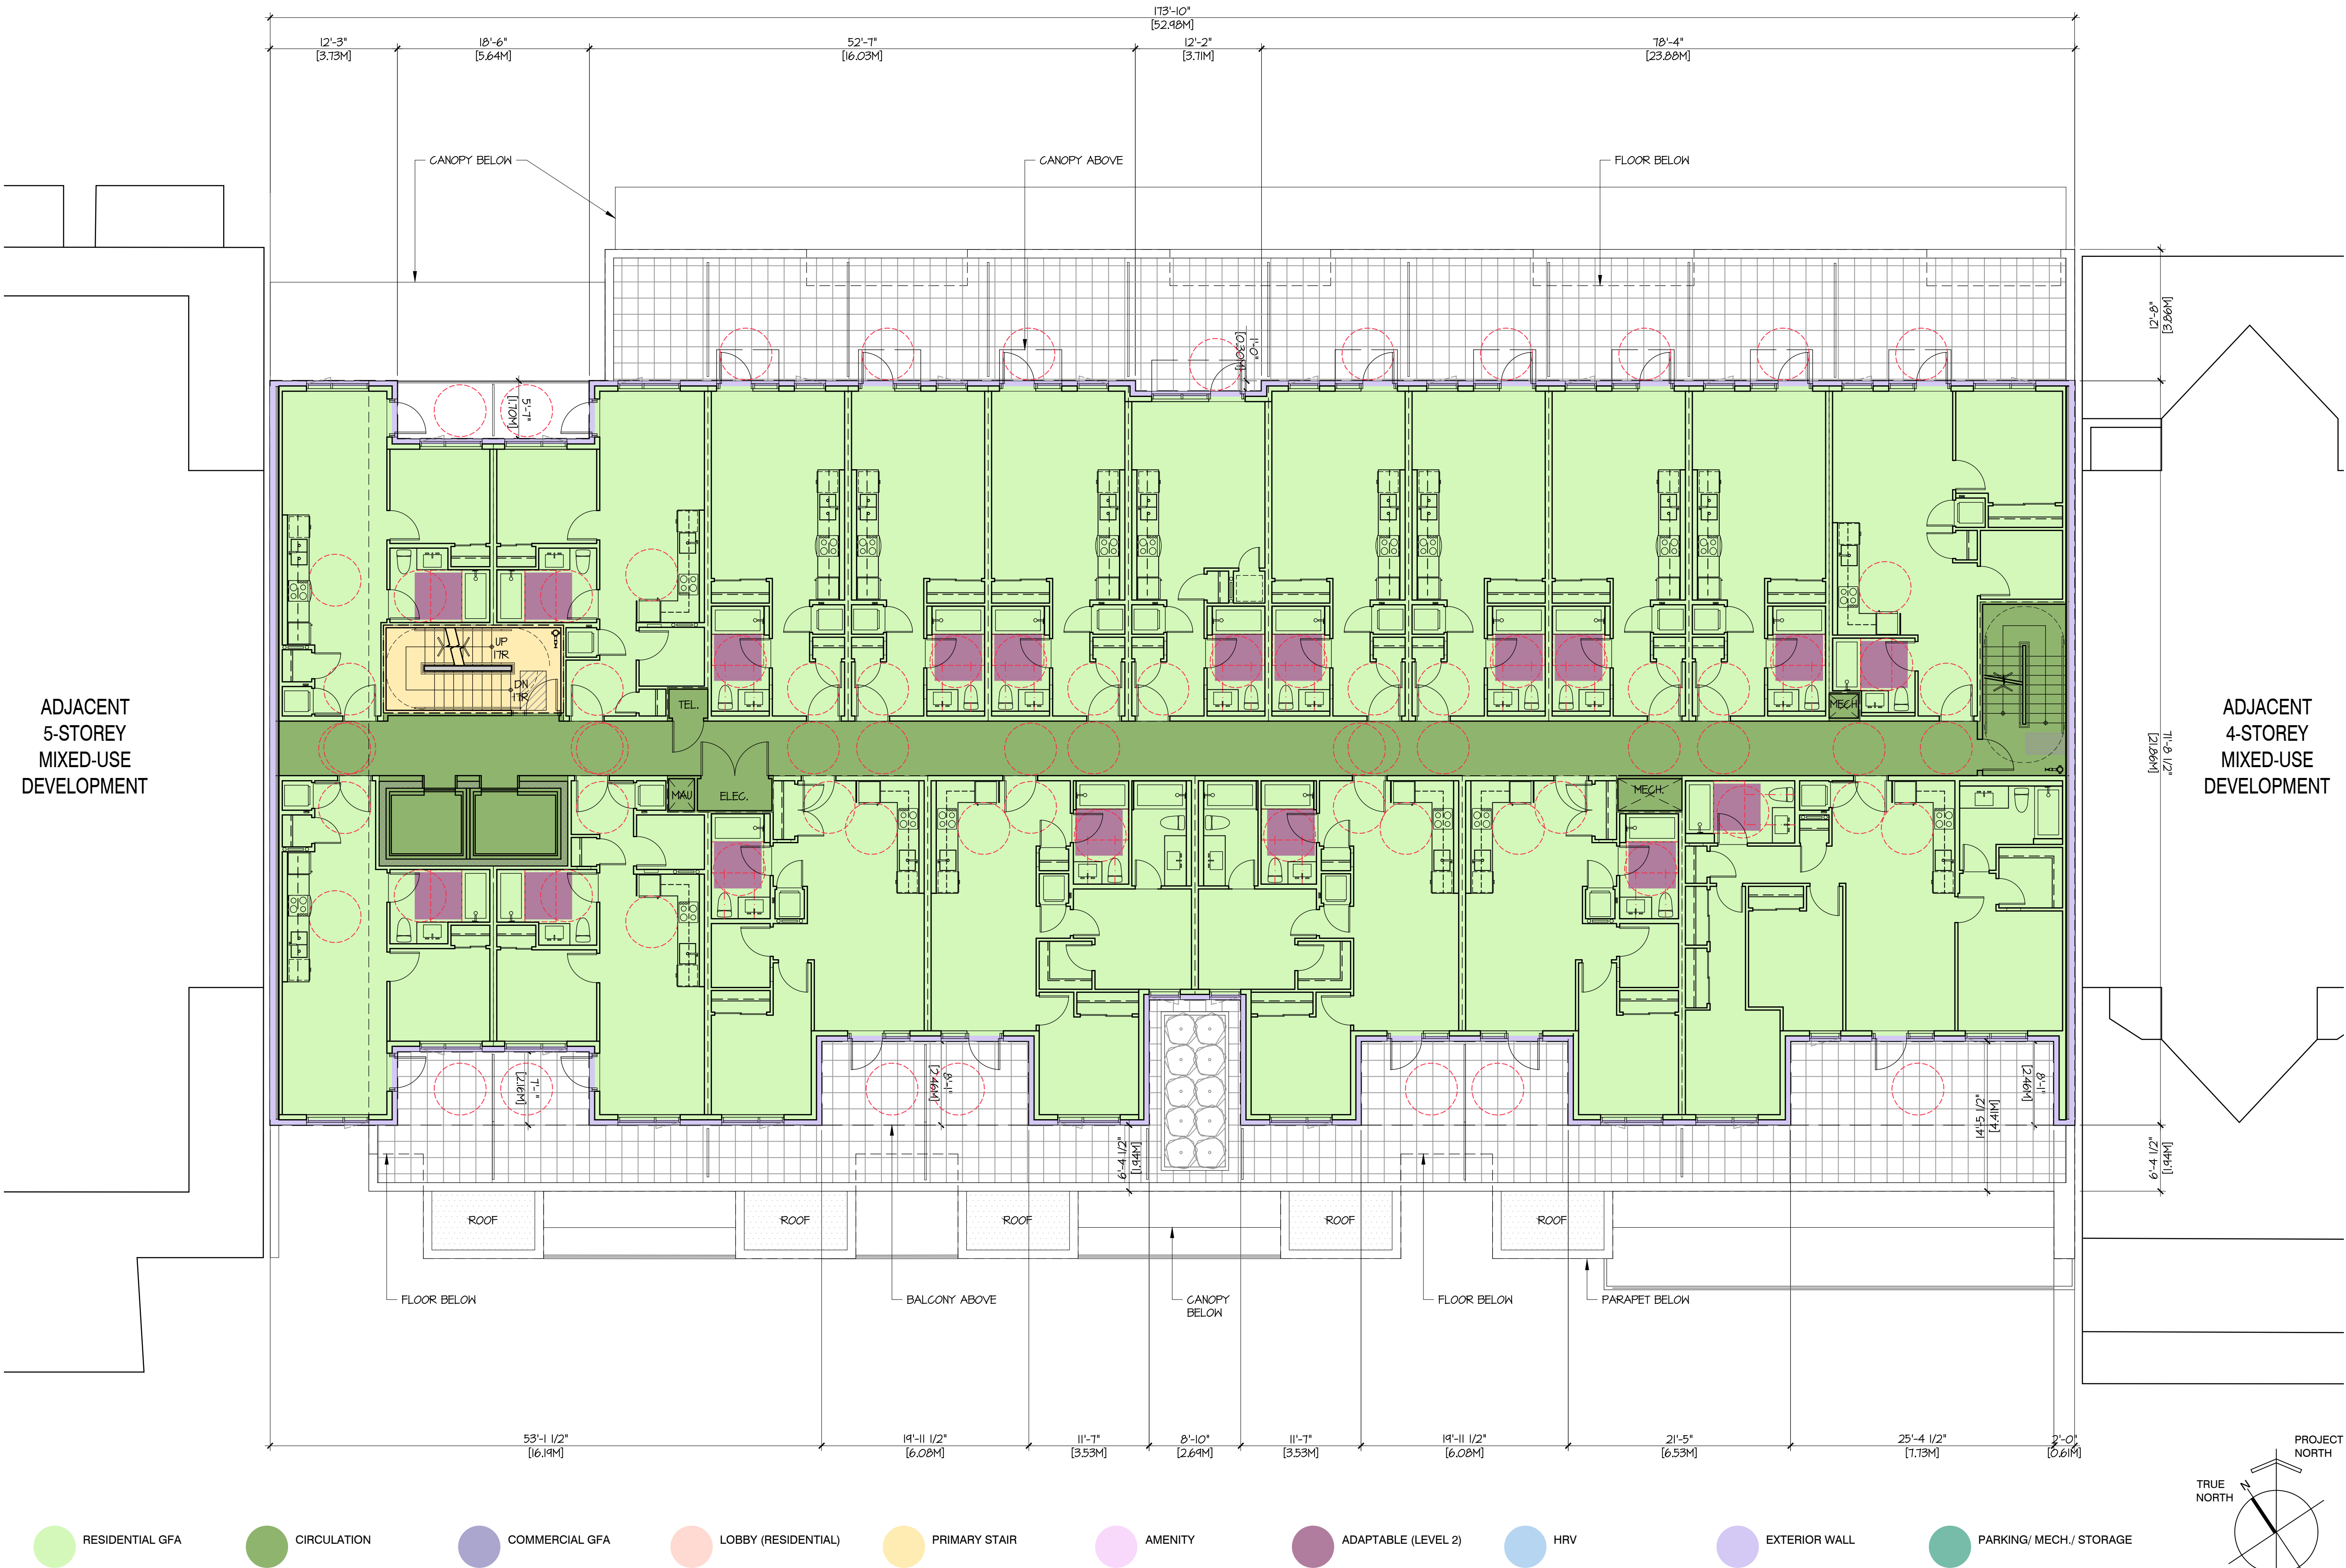 173'-10"
[52.98M]
12'-3"
[3.73M]
18'-6"
[5.64M]
52'-7"
[16.03M]
12'-2"
[3.71M]
78'-4"
[23.88M]
CANOPY BELOW
CANOPY ABOVE
FLOOR BELOW
12'-8"
[3.86M]
1'-0"
[0.30M]
5'-7"
[1.70M]
UP
17R
DN
17R
TEL.
MECH.
ADJACENT
5-STOREY
MIXED-USE
DEVELOPMENT
ADJACENT
4-STOREY
MIXED-USE
DEVELOPMENT
71'-8 1/2"
[21.86M]
MAU
ELEC.
MECH.
7'-1"
[2.16M]
8'-1"
[2.46M]
8'-1"
[2.46M]
14'-5 1/2"
[4.41M]
6'-4 1/2"
[1.94M]
6'-4 1/2"
[1.94M]
ROOF
ROOF
ROOF
ROOF
ROOF
FLOOR BELOW
BALCONY ABOVE
CANOPY
BELOW
FLOOR BELOW
PARAPET BELOW
53'-1 1/2"
[16.19M]
19'-11 1/2"
[6.08M]
11'-7"
[3.53M]
8'-10"
[2.69M]
11'-7"
[3.53M]
19'-11 1/2"
[6.08M]
21'-5"
[6.53M]
25'-4 1/2"
[7.73M]
2'-0"
[0.61M]
PROJECT
NORTH
TRUE
NORTH
N
RESIDENTIAL GFA
CIRCULATION
COMMERCIAL GFA
LOBBY (RESIDENTIAL)
PRIMARY STAIR
AMENITY
ADAPTABLE (LEVEL 2)
HRV
EXTERIOR WALL
PARKING/ MECH./ STORAGE